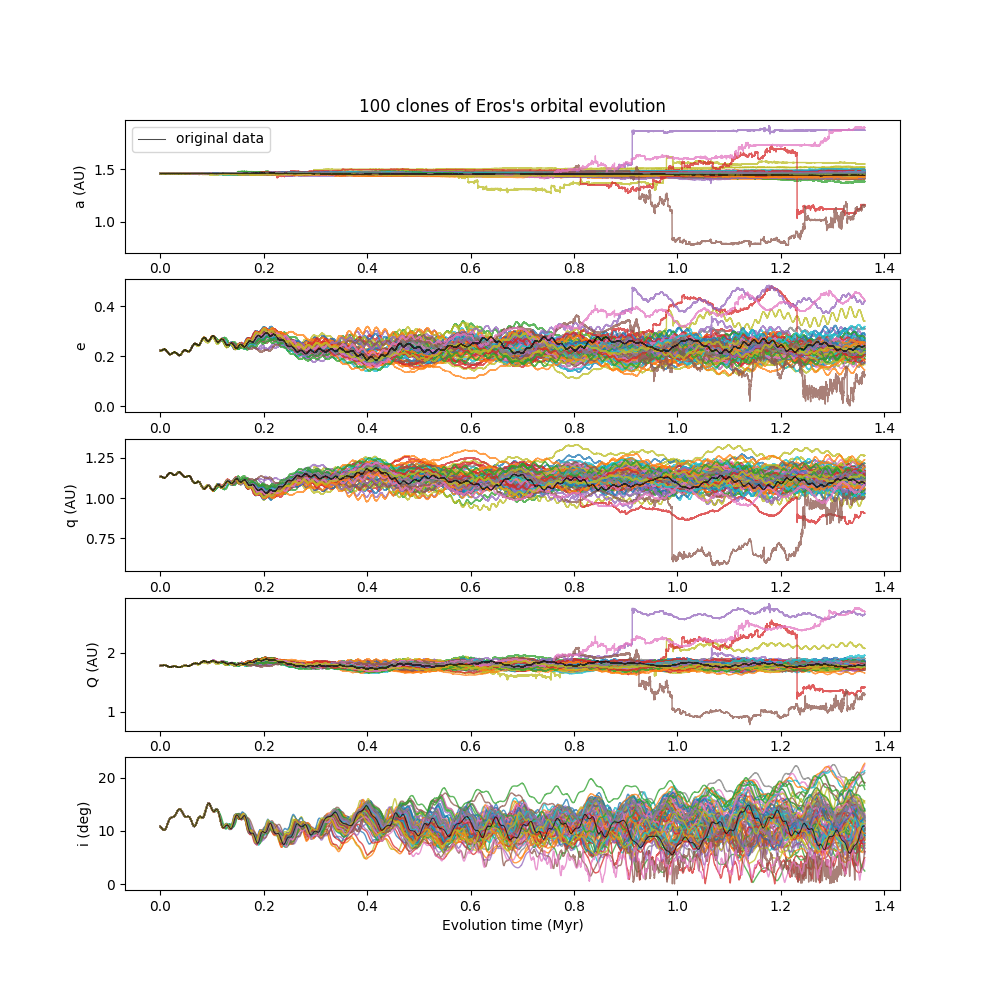 100 clones of Eros's orbital evolution
original data
a (AU)
1.5
1.0
0.0 0.2 0.4 0.6 0.8 1.0 1.2 1.4
e
0.4
0.2
0.0
0.0 0.2 0.4 0.6 0.8 1.0 1.2 1.4
q (AU)
1.25
1.00
0.75
0.0 0.2 0.4 0.6 0.8 1.0 1.2 1.4
Q (AU)
2
1
0.0 0.2 0.4 0.6 0.8 1.0 1.2 1.4
i (deg)
20
10
0
0.0 0.2 0.4 0.6 0.8 1.0 1.2 1.4
Evolution time (Myr)